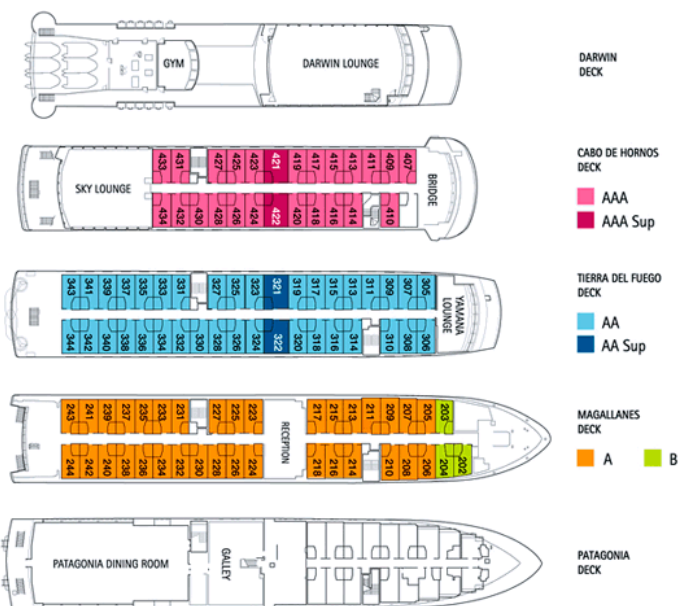 GYM
DARWIN LOUNGE
DARWIN
DECK
433 431 427 425 423 421 419 417 415 413 411 409 407
SKY LOUNGE
BRIDGE
434 432 430 428 426 424 422 420 418 416 414 410
CABO DE HORNOS
DECK
AAA
AAA Sup
343 341 339 337 335 333 331 327 325 323 321 319 317 315 313 311 309 307 305
YAMANA
LOUNGE
344 342 340 338 336 334 332 330 328 326 324 322 320 318 316 314 310 308 306
TIERRA DEL FUEGO
DECK
AA
AA Sup
243 241 239 237 235 233 231 227 225 223 217 215 213 211 209 207 205 203
RECEPTION
244 242 240 238 236 234 232 230 228 226 224 218 216 214 210 208 206 204 202
MAGALLANES
DECK
A
B
PATAGONIA DINING ROOM
GALLEY
PATAGONIA
DECK